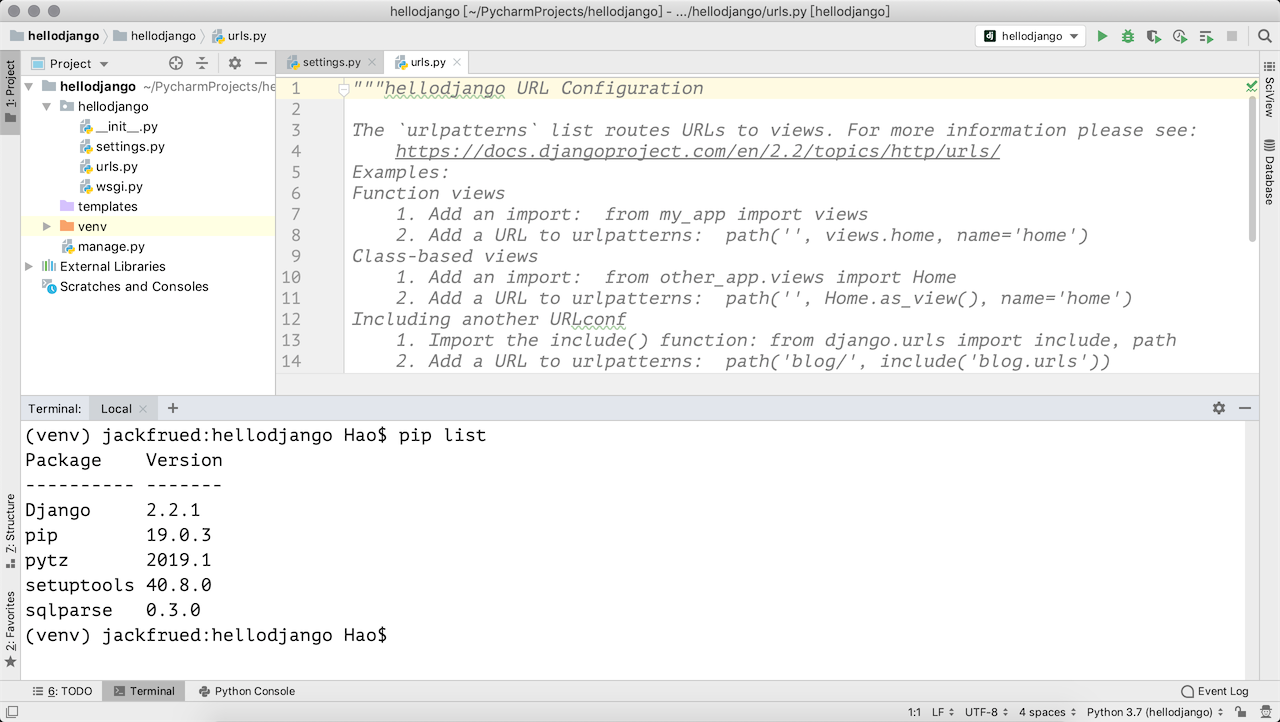 hellodjango [~/PycharmProjects/hellodjango] - .../hellodjango/urls.py [hellodjango]
hellodjango hellodjango urls.py
dj hellodjango
1: Project
Project
settings.py urls.py
hellodjango ~/PycharmProjects/he
hellodjango
__init__.py
settings.py
urls.py
wsgi.py
templates
venv
manage.py
External Libraries
Scratches and Consoles
1 """hellodjango URL Configuration
2
3 The `urlpatterns` list routes URLs to views. For more information please see:
4 https://docs.djangoproject.com/en/2.2/topics/http/urls/
5 Examples:
6 Function views
7 1. Add an import:  from my_app import views
8 2. Add a URL to urlpatterns:  path('', views.home, name='home')
9 Class-based views
10 1. Add an import:  from other_app.views import Home
11 2. Add a URL to urlpatterns:  path('', Home.as_view(), name='home')
12 Including another URLconf
13 1. Import the include() function: from django.urls import include, path
14 2. Add a URL to urlpatterns:  path('blog/', include('blog.urls'))
SciView
Database
Terminal: Local
(venv) jackfrued:hellodjango Hao$ pip list
Package    Version
---------- -------
Django     2.2.1
pip        19.0.3
pytz       2019.1
setuptools 40.8.0
sqlparse   0.3.0
(venv) jackfrued:hellodjango Hao$
7: Structure
2: Favorites
6: TODO Terminal Python Console Event Log
1:1 LF UTF-8 4 spaces Python 3.7 (hellodjango)